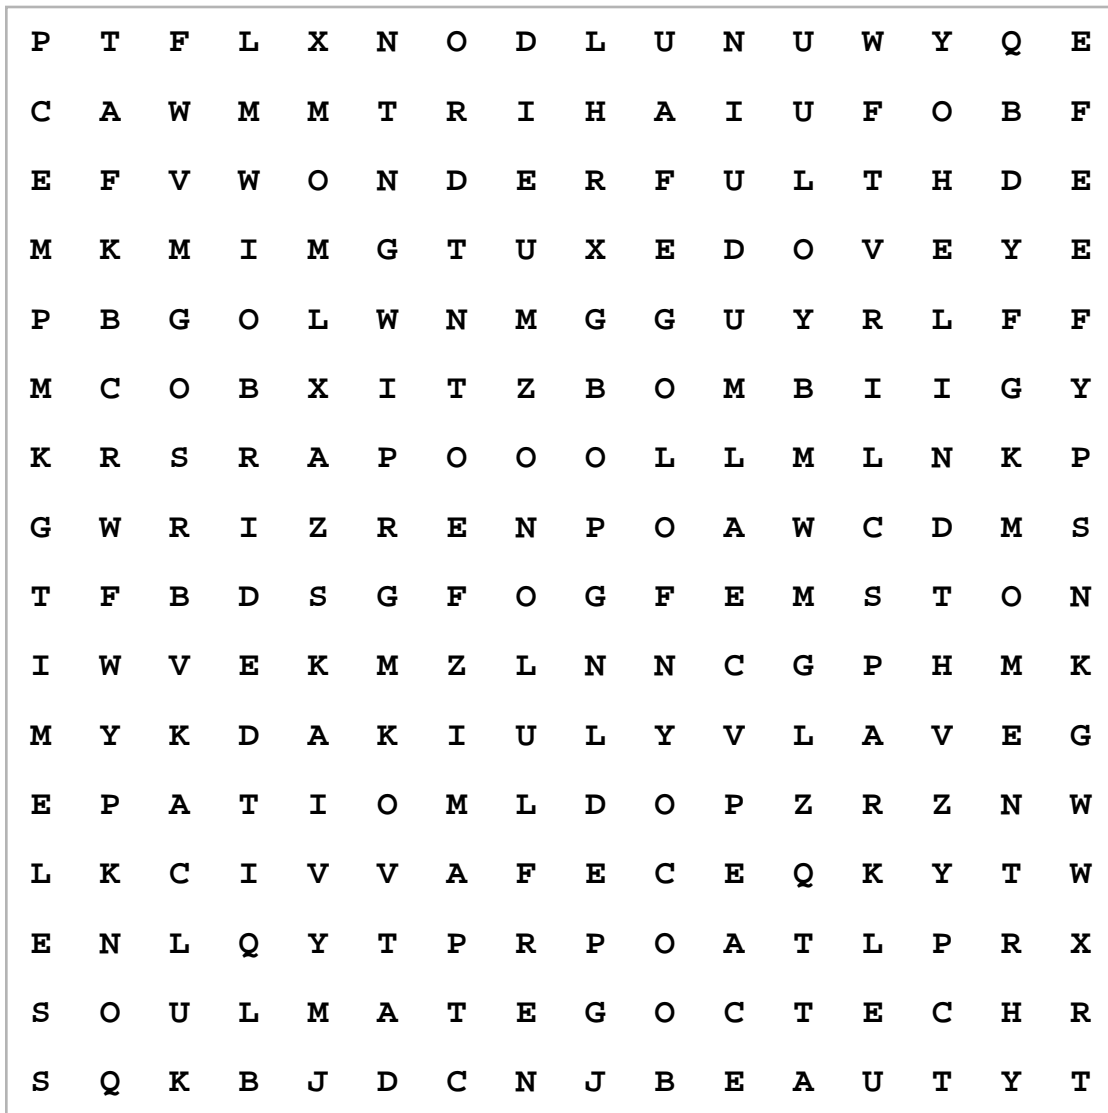 P T F L X N O D L U N U W Y Q E
C A W M M T R I H A I U F O B F
E F V W O N D E R F U L T H D E
M K M I M G T U X E D O V E Y E
P B G O L W N M G G U Y R L F F
M C O B X I T Z B O M B I I G Y
K R S R A P O O O L L M L N K P
G W R I Z R E N P O A W C D M S
T F B D S G F O G F E M S T O N
I W V E K M Z L N N C G P H M K
M Y K D A K I U L Y V L A V E G
E P A T I O M L D O P Z R Z N W
L K C I V V A F E C E Q K Y T W
E N L Q Y T P R P O A T L P R X
S O U L M A T E G O C T E C H R
S Q K B J D C N J B E A U T Y T